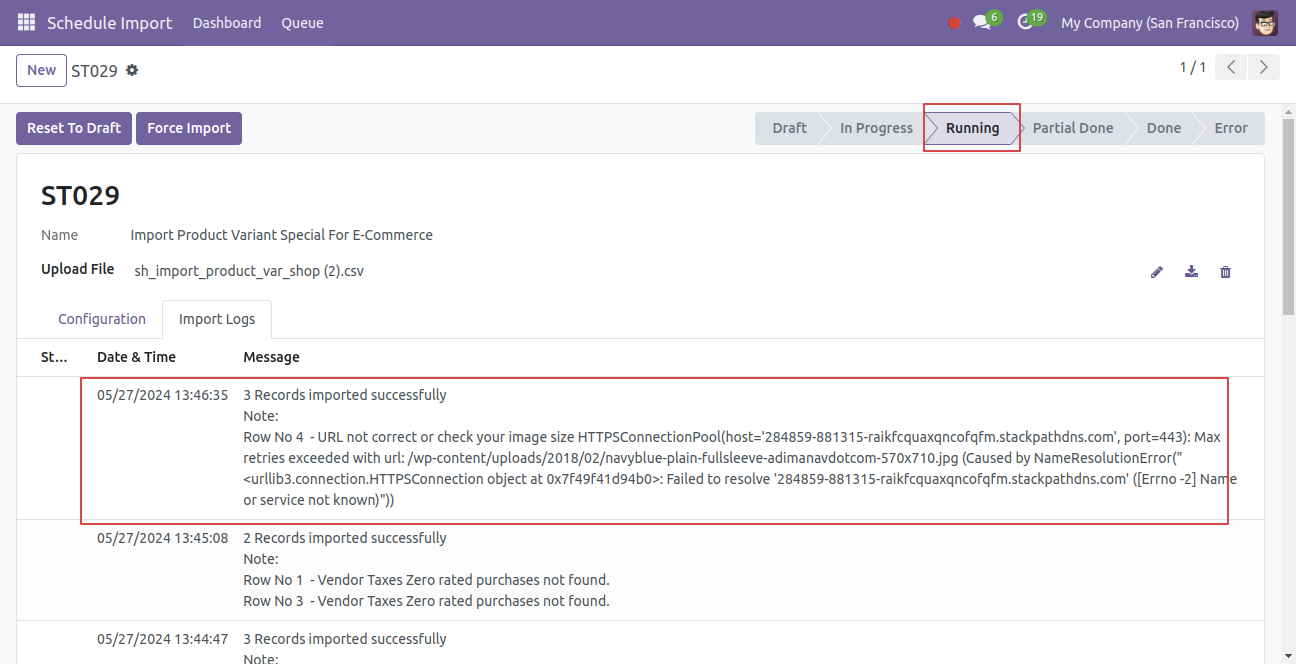 Schedule Import Dashboard Queue 6 19 My Company (San Francisco)
New ST029 1 / 1
Reset To Draft Force Import Draft In Progress Running Partial Done Done Error
ST029
Name Import Product Variant Special For E-Commerce
Upload File sh_import_product_var_shop (2).csv
Configuration Import Logs
St... Date & Time Message
05/27/2024 13:46:35 3 Records imported successfully
Note:
Row No 4 - URL not correct or check your image size HTTPSConnectionPool(host='284859-881315-raikfcquaxqncofqfm.stackpathdns.com', port=443): Max
retries exceeded with url: /wp-content/uploads/2018/02/navyblue-plain-fullsleeve-adimanavdotcom-570x710.jpg (Caused by NameResolutionError("
<urllib3.connection.HTTPSConnection object at 0x7f49f41d94b0>: Failed to resolve '284859-881315-raikfcquaxqncofqfm.stackpathdns.com' ([Errno -2] Name
or service not known)"))
05/27/2024 13:45:08 2 Records imported successfully
Note:
Row No 1 - Vendor Taxes Zero rated purchases not found.
Row No 3 - Vendor Taxes Zero rated purchases not found.
05/27/2024 13:44:47 3 Records imported successfully
Note: